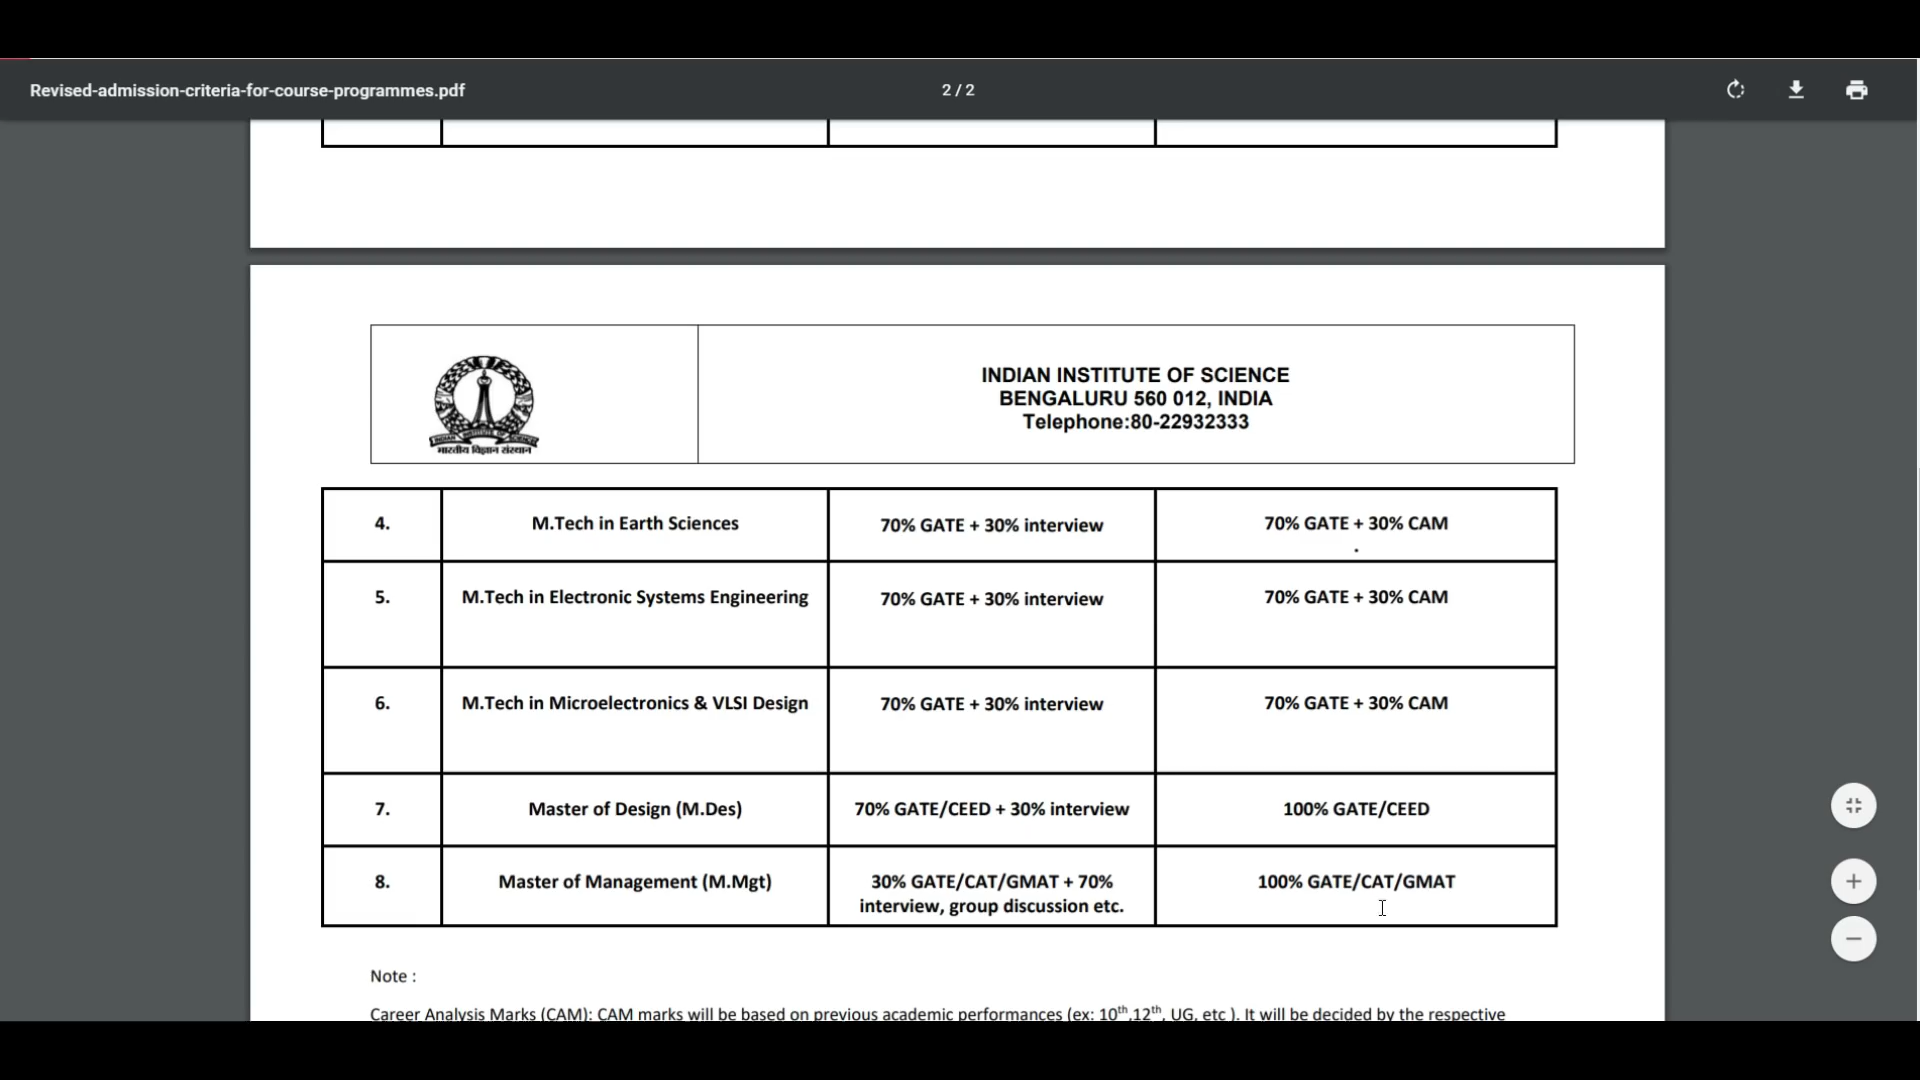 Revised-admission-criteria-for-course-programmes.pdf
2 / 2
INDIAN INSTITUTE OF SCIENCE
BENGALURU 560 012, INDIA
Telephone:80-22932333
INDIAN INSTITUTE OF SCIENCE
भारतीय विज्ञान संस्थान
4. M.Tech in Earth Sciences 70% GATE + 30% interview 70% GATE + 30% CAM
.
5. M.Tech in Electronic Systems Engineering 70% GATE + 30% interview 70% GATE + 30% CAM
6. M.Tech in Microelectronics & VLSI Design 70% GATE + 30% interview 70% GATE + 30% CAM
7. Master of Design (M.Des) 70% GATE/CEED + 30% interview 100% GATE/CEED
8. Master of Management (M.Mgt) 30% GATE/CAT/GMAT + 70% 100% GATE/CAT/GMAT
interview, group discussion etc.
Note :
Career Analysis Marks (CAM): CAM marks will be based on previous academic performances (ex: 10th,12th, UG, etc ). It will be decided by the respective